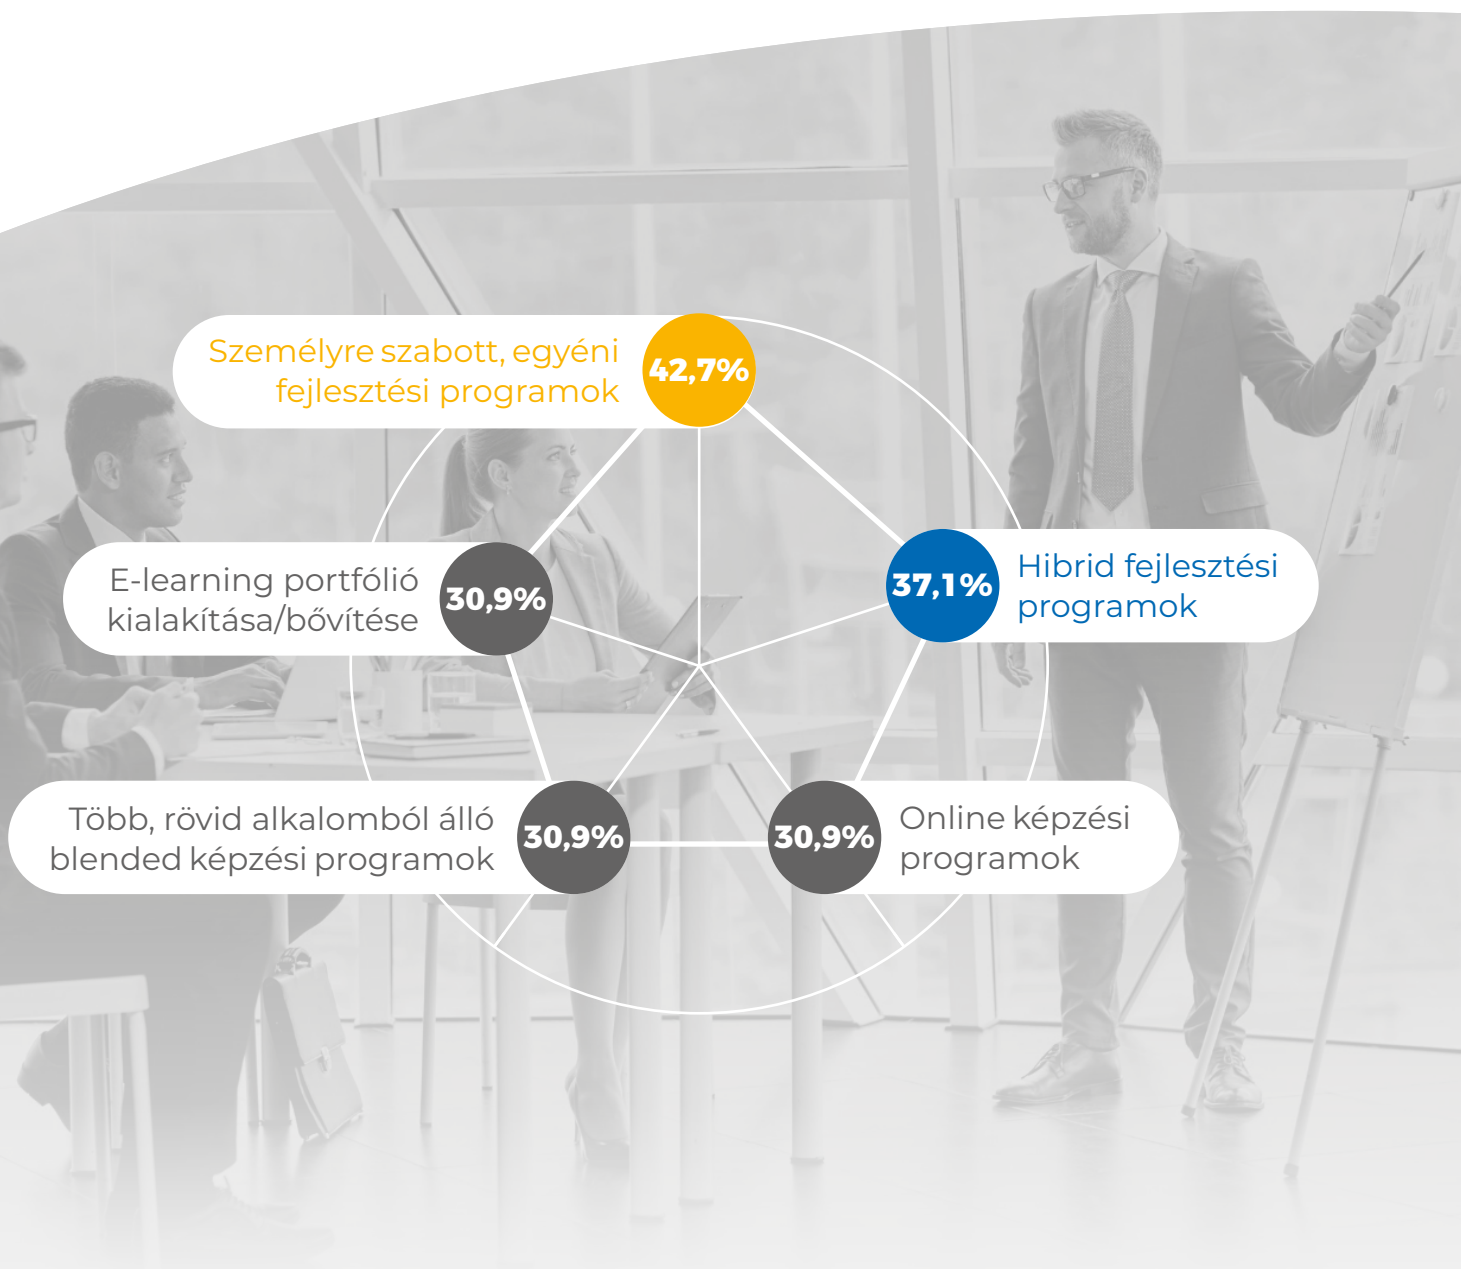 Személyre szabott, egyéni
fejlesztési programok
42,7%
37,1%
Hibrid fejlesztési
programok
E-learning portfólió
kialakítása/bővítése
30,9%
Több, rövid alkalomból álló
blended képzési programok
30,9%
30,9%
Online képzési
programok